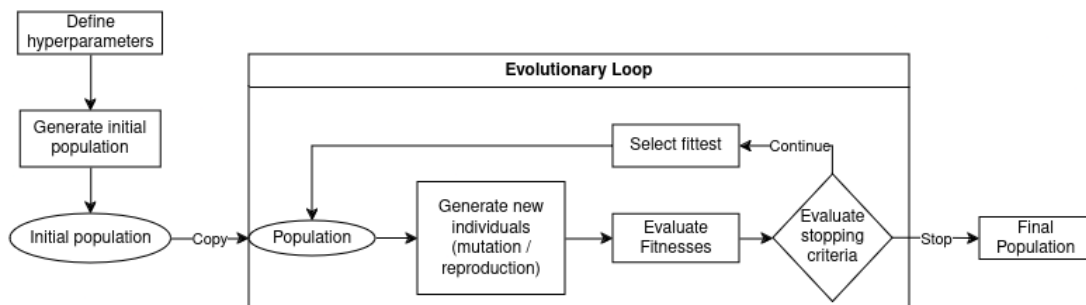 Define
hyperparameters
Evolutionary Loop
Generate initial
population
Select fittest
Continue
Initial population
Copy
Population
Generate new
individuals
(mutation /
reproduction)
Evaluate
Fitnesses
Evaluate
stopping
criteria
Stop
Final
Population